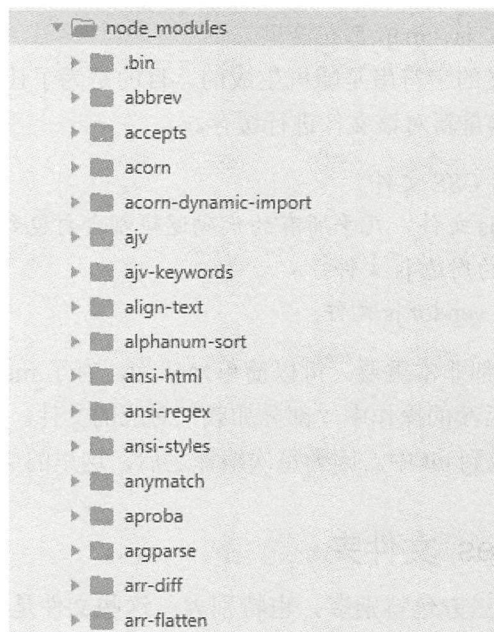 node_modules
.bin
abbrev
accepts
acorn
acorn-dynamic-import
ajv
ajv-keywords
align-text
alphanum-sort
ansi-html
ansi-regex
ansi-styles
anymatch
aproba
argparse
arr-diff
arr-flatten